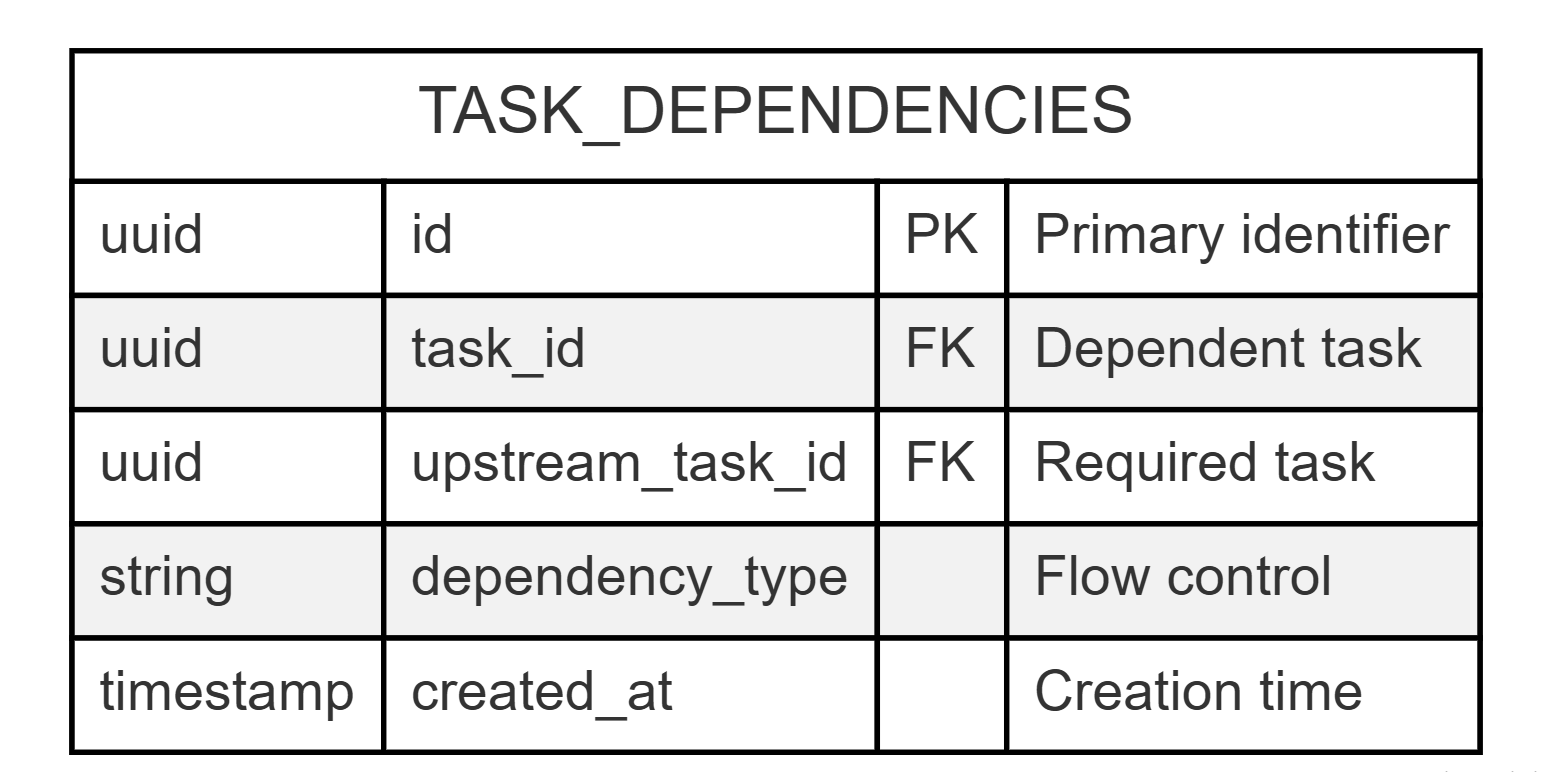 TASK_DEPENDENCIES
uuid id PK Primary identifier
uuid task_id FK Dependent task
uuid upstream_task_id FK Required task
string dependency_type Flow control
timestamp created_at Creation time